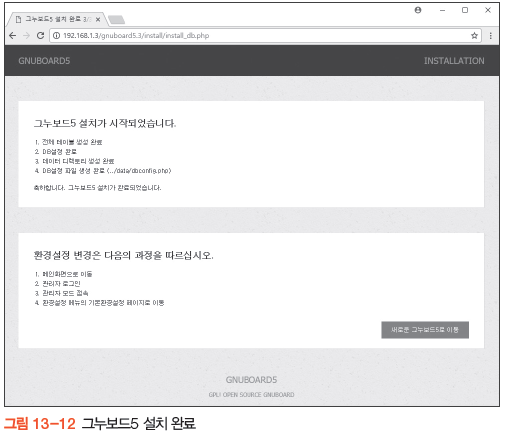 그누보드5 설치 완료 3/3
192.168.1.3/gnuboard5.3/install/install_db.php
GNUBOARD5 INSTALLATION
그누보드5 설치가 시작되었습니다.
1. 전체 테이블 생성 완료
2. DB설정 완료
3. 데이터 디렉토리 생성 완료
4. DB설정 파일 생성 완료 (../data/dbconfig.php)
축하합니다. 그누보드5 설치가 완료되었습니다.
환경설정 변경은 다음의 과정을 따르십시오.
1. 메인화면으로 이동
2. 관리자 로그인
3. 관리자 모드 접속
4. 환경설정 메뉴의 기본환경설정 페이지로 이동
새로운 그누보드5로 이동
GNUBOARD5
GPL! OPEN SOURCE GNUBOARD
그림 13-12 그누보드5 설치 완료